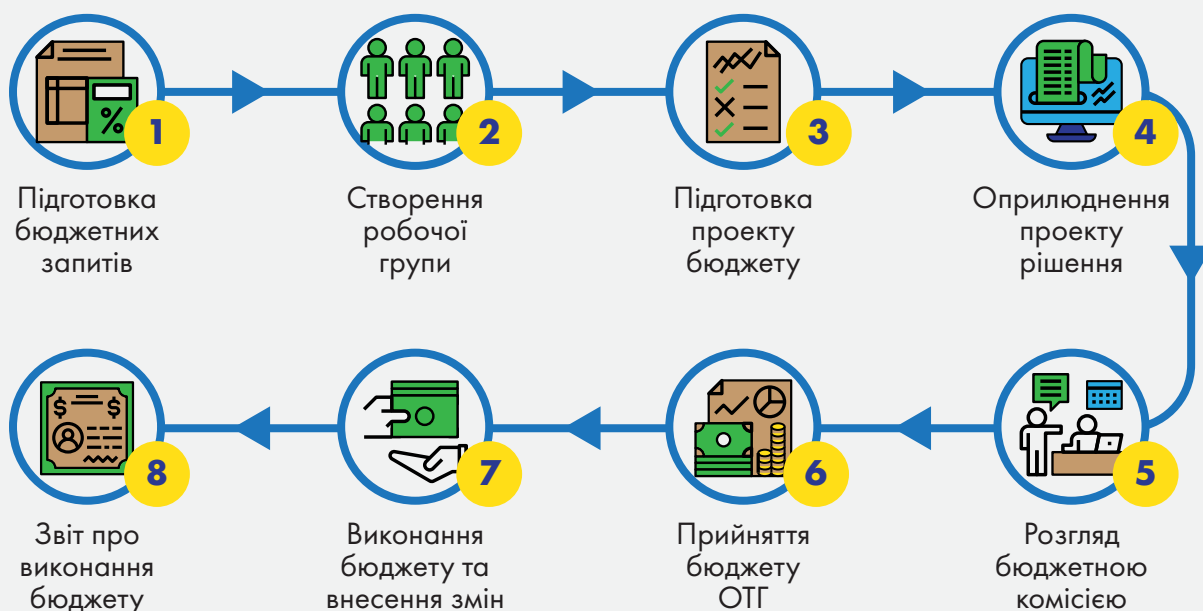 1
Підготовка
бюджетних
запитів
2
Створення
робочої
групи
3
Підготовка
проекту
бюджету
4
Оприлюднення
проекту
рішення
5
Розгляд
бюджетною
комісією
6
Прийняття
бюджету
ОТГ
7
Виконання
бюджету та
внесення змін
8
Звіт про
виконання
бюджету
%
$ $